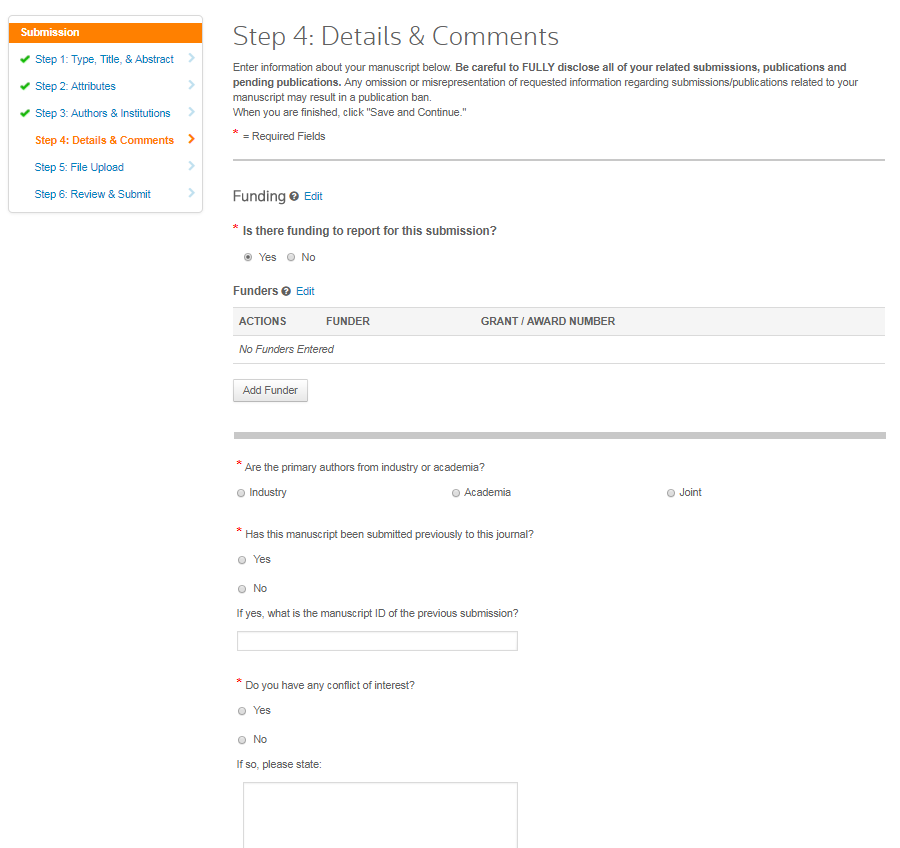 Submission
Step 1: Type, Title, & Abstract
Step 2: Attributes
Step 3: Authors & Institutions
Step 4: Details & Comments
Step 5: File Upload
Step 6: Review & Submit
Step 4: Details & Comments
Enter information about your manuscript below. Be careful to FULLY disclose all of your related submissions, publications and
pending publications. Any omission or misrepresentation of requested information regarding submissions/publications related to your
manuscript may result in a publication ban.
When you are finished, click "Save and Continue."
* = Required Fields
Funding ? Edit
* Is there funding to report for this submission?
Yes No
Funders ? Edit
ACTIONS FUNDER GRANT / AWARD NUMBER
No Funders Entered
Add Funder
* Are the primary authors from industry or academia?
Industry Academia Joint
* Has this manuscript been submitted previously to this journal?
Yes
No
If yes, what is the manuscript ID of the previous submission?
* Do you have any conflict of interest?
Yes
No
If so, please state: